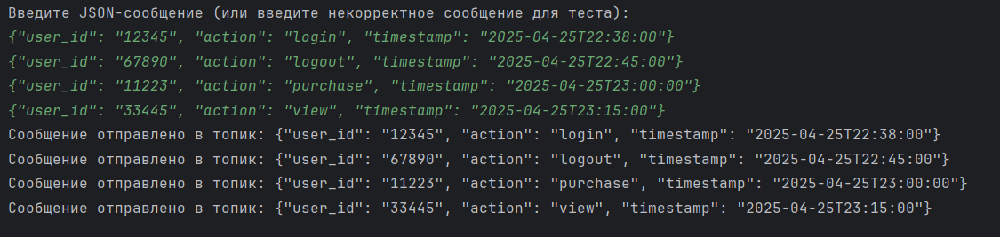 Введите JSON-сообщение (или введите некорректное сообщение для теста):
{"user_id": "12345", "action": "login", "timestamp": "2025-04-25T22:38:00"}
{"user_id": "67890", "action": "logout", "timestamp": "2025-04-25T22:45:00"}
{"user_id": "11223", "action": "purchase", "timestamp": "2025-04-25T23:00:00"}
{"user_id": "33445", "action": "view", "timestamp": "2025-04-25T23:15:00"}
Сообщение отправлено в топик: {"user_id": "12345", "action": "login", "timestamp": "2025-04-25T22:38:00"}
Сообщение отправлено в топик: {"user_id": "67890", "action": "logout", "timestamp": "2025-04-25T22:45:00"}
Сообщение отправлено в топик: {"user_id": "11223", "action": "purchase", "timestamp": "2025-04-25T23:00:00"}
Сообщение отправлено в топик: {"user_id": "33445", "action": "view", "timestamp": "2025-04-25T23:15:00"}